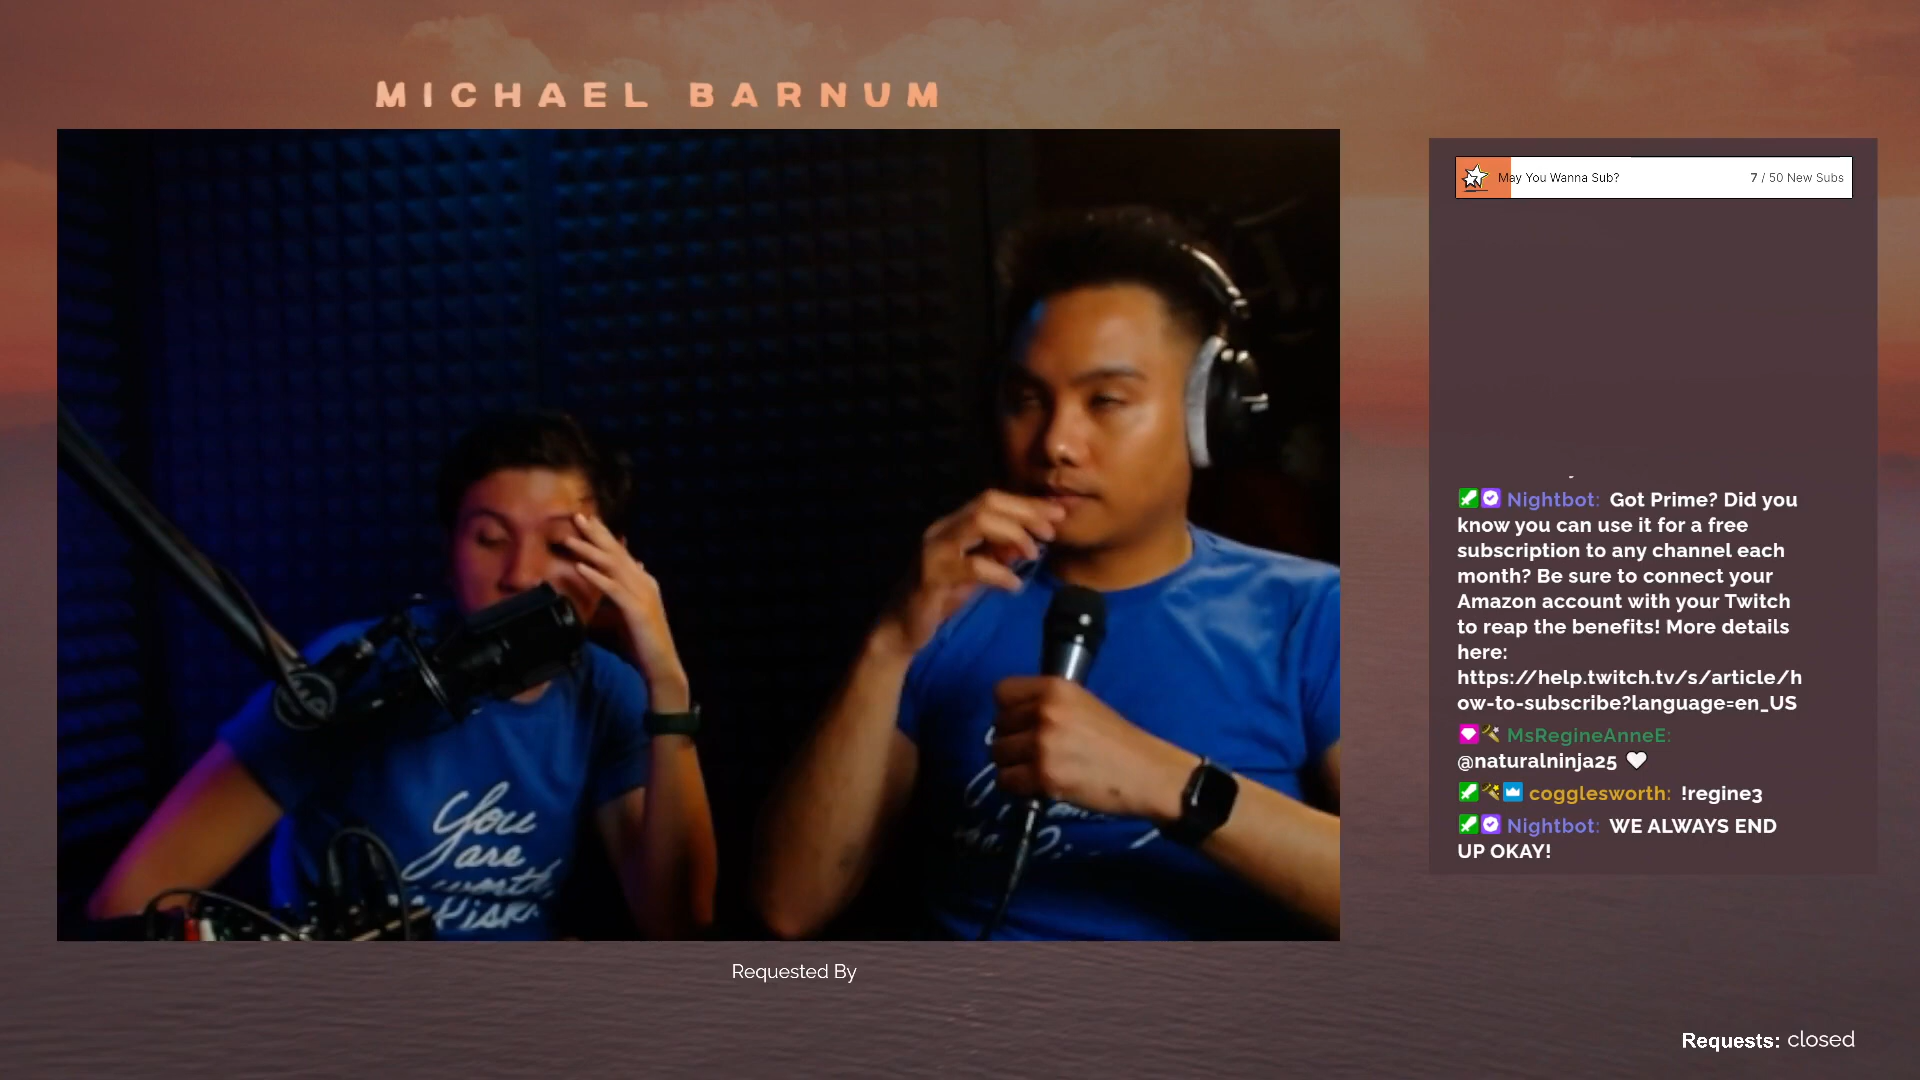 MICHAEL BARNUM
May You Wanna Sub?
7 / 50 New Subs
Nightbot: Got Prime? Did you
know you can use it for a free
subscription to any channel each
month? Be sure to connect your
Amazon account with your Twitch
to reap the benefits! More details
here:
https://help.twitch.tv/s/article/h
ow-to-subscribe?language=en_US
MsRegineAnneE:
@naturalninja25 🤍
cogglesworth: !regine3
Nightbot: WE ALWAYS END
UP OKAY!
You
are
worth
Risk
Requested By
Requests: closed